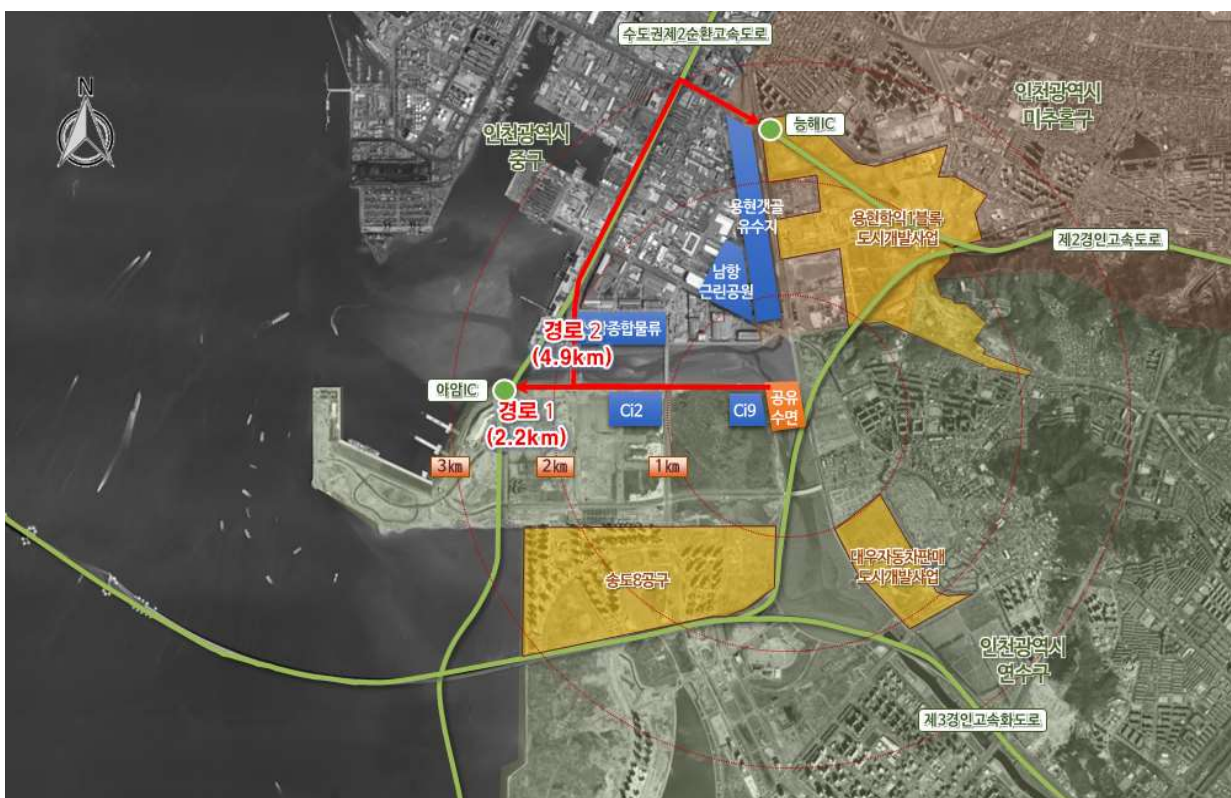 수도권제2순환고속도로
N
인천광역시
미추홀구
능해IC
인천광역시
중구
용현갯골
유수지
용현학익1블록
도시개발사업
제2경인고속도로
남항
근린공원
종합물류
경로 2
(4.9km)
아암IC
경로 1
(2.2km)
Ci2
Ci9
공유
수면
3km
2km
1km
송도8공구
대우자동차판매
도시개발사업
인천광역시
연수구
제3경인고속화도로